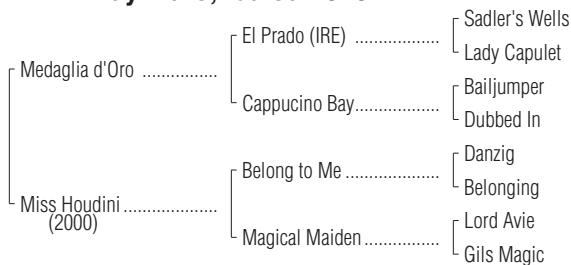 El Prado (IRE) ...................
Sadler's Wells
Lady Capulet
Medaglia d'Oro ................
Cappucino Bay...................
Bailjumper
Dubbed In
Belong to Me .....................
Danzig
Belonging
Miss Houdini .....................
(2000)
Magical Maiden.................
Lord Avie
Gils Magic